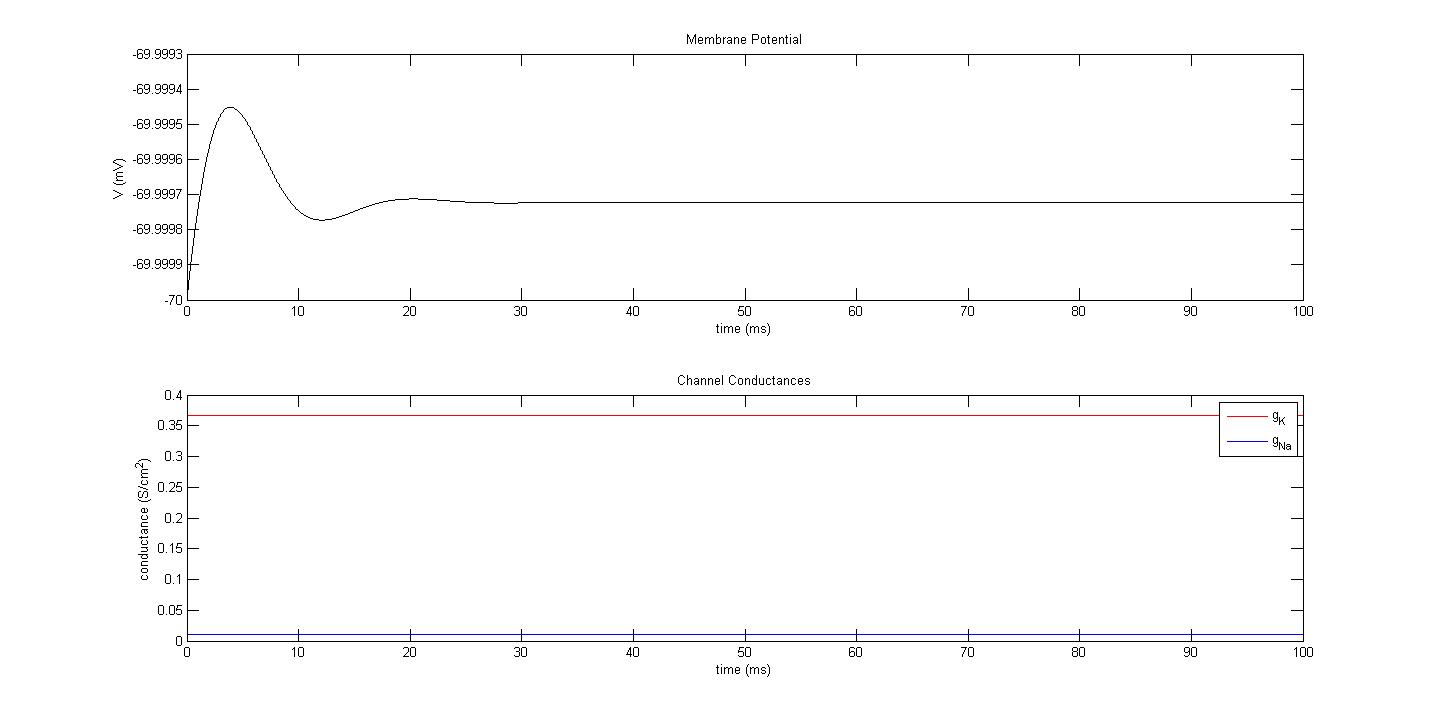 Membrane Potential
V (mV)
-69.9993
-69.9994
-69.9995
-69.9996
-69.9997
-69.9998
-69.9999
-70
0 10 20 30 40 50 60 70 80 90 100
time (ms)
Channel Conductances
conductance (S/cm²)
0.4
0.35
0.3
0.25
0.2
0.15
0.1
0.05
0
g_K
g_Na
0 10 20 30 40 50 60 70 80 90 100
time (ms)